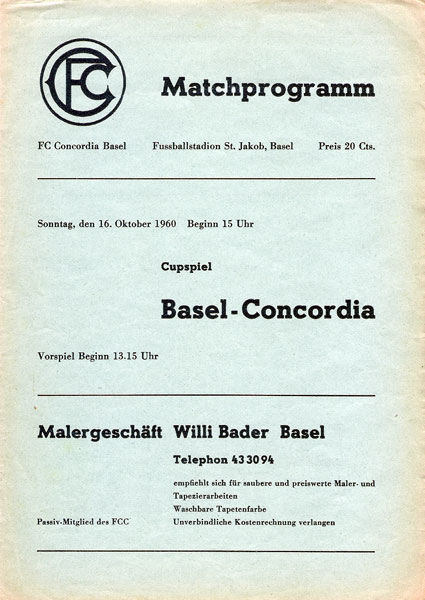 FCC
Matchprogramm
FC Concordia Basel Fussballstadion St. Jakob, Basel Preis 20 Cts.
Sonntag, den 16. Oktober 1960 Beginn 15 Uhr
Cupspiel
Basel-Concordia
Vorspiel Beginn 13.15 Uhr
Malergeschäft Willi Bader Basel
Telephon 43 30 94
empfiehlt sich für saubere und preiswerte Maler- und
Tapezierarbeiten
Waschbare Tapetenfarbe
Passiv-Mitglied des FCC Unverbindliche Kostenrechnung verlangen